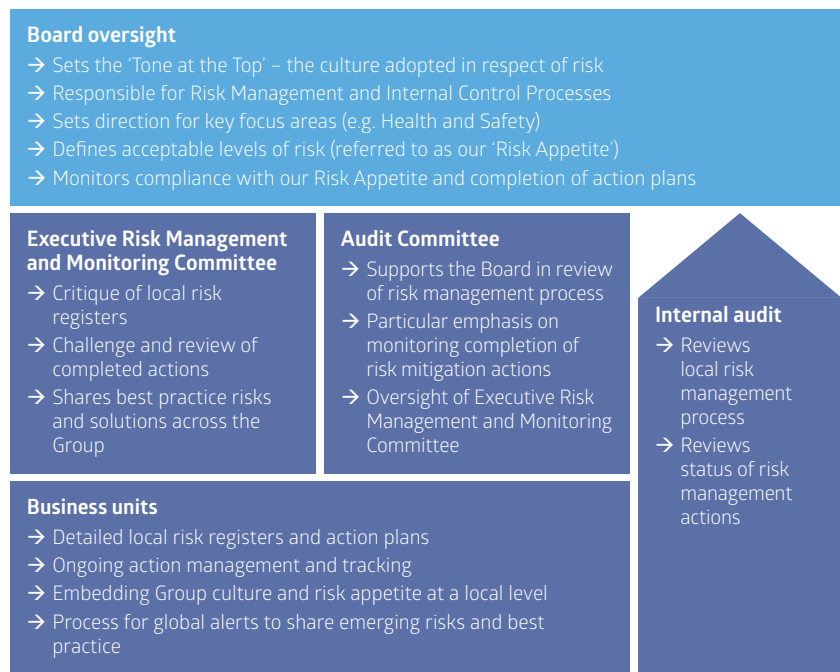 Board oversight
→ Sets the ‘Tone at the Top’ – the culture adopted in respect of risk
→ Responsible for Risk Management and Internal Control Processes
→ Sets direction for key focus areas (e.g. Health and Safety)
→ Defines acceptable levels of risk (referred to as our ‘Risk Appetite’)
→ Monitors compliance with our Risk Appetite and completion of action plans
Executive Risk Management
and Monitoring Committee
→ Critique of local risk
registers
→ Challenge and review of
completed actions
→ Shares best practice risks
and solutions across the
Group
Audit Committee
→ Supports the Board in review
of risk management process
→ Particular emphasis on
monitoring completion of
risk mitigation actions
→ Oversight of Executive Risk
Management and Monitoring
Committee
Internal audit
→ Reviews
local risk
management
process
→ Reviews
status of risk
management
actions
Business units
→ Detailed local risk registers and action plans
→ Ongoing action management and tracking
→ Embedding Group culture and risk appetite at a local level
→ Process for global alerts to share emerging risks and best
practice